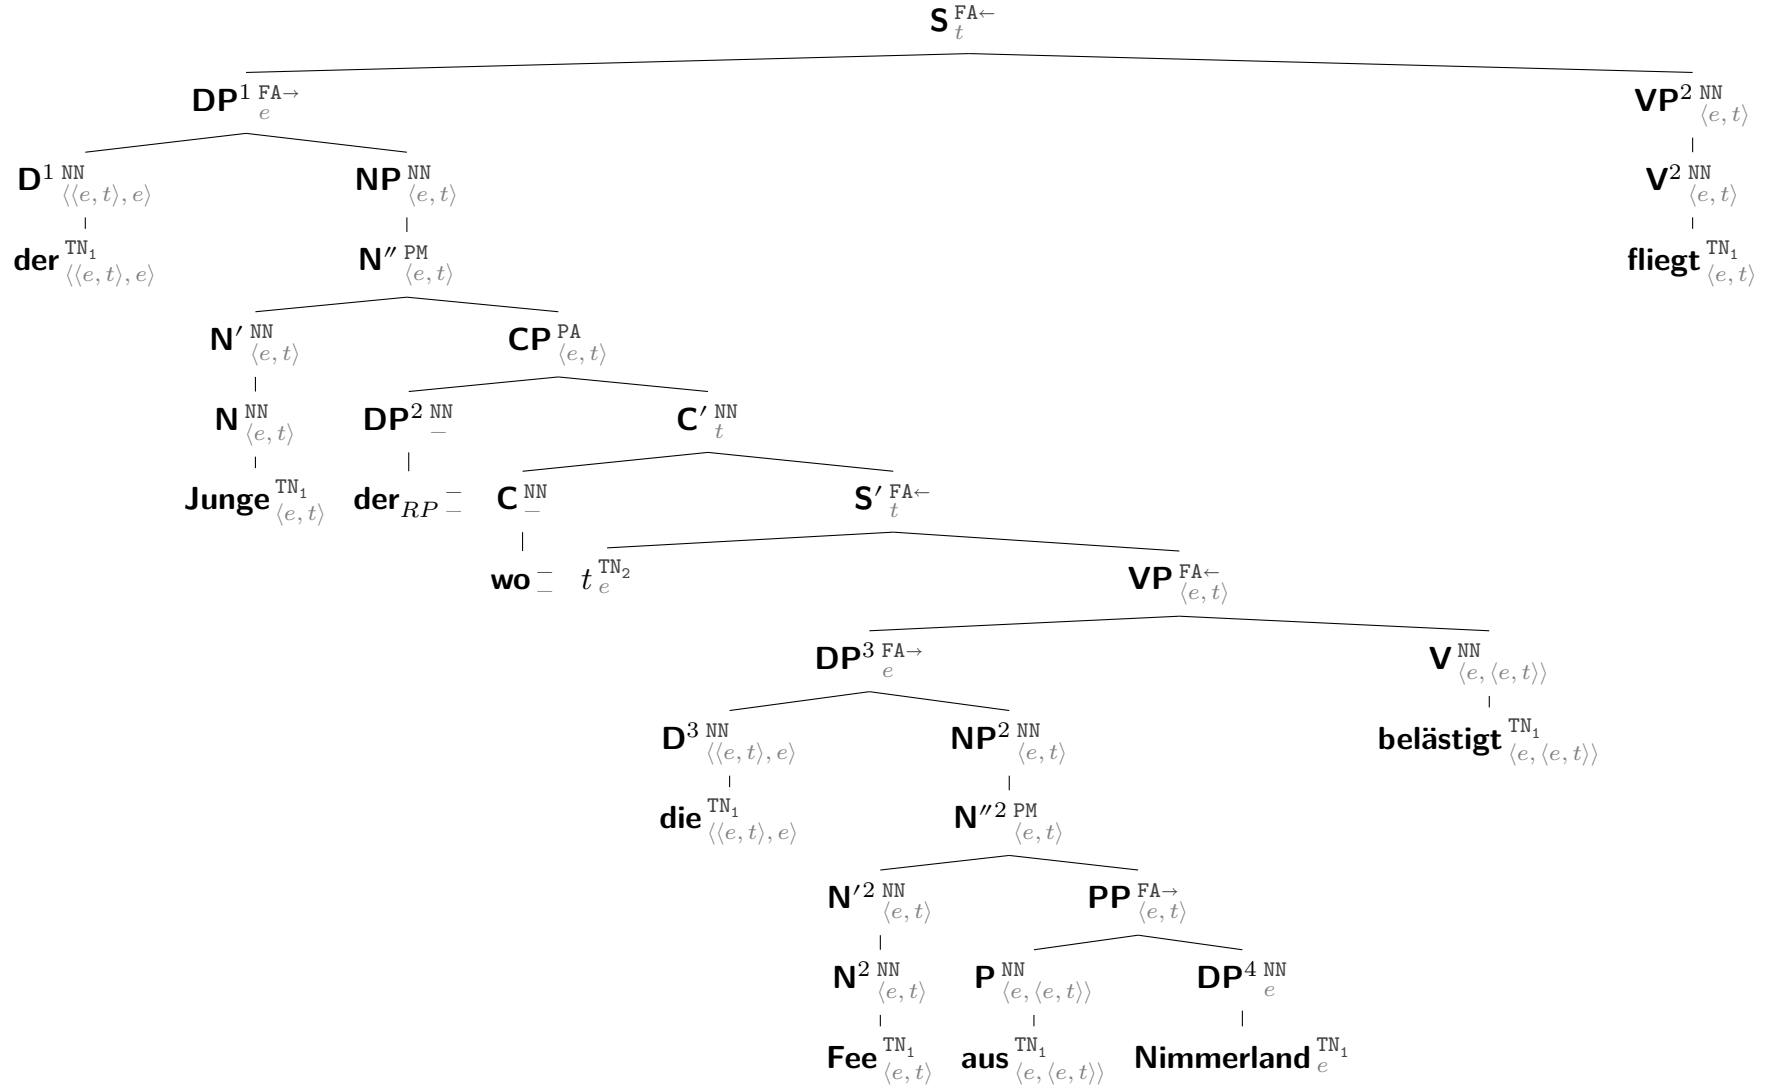 S FA← t
DP¹ FA→ e VP² NN ⟨e, t⟩
D¹ NN ⟨⟨e, t⟩, e⟩ NP NN ⟨e, t⟩ V² NN ⟨e, t⟩
der TN₁ ⟨⟨e, t⟩, e⟩ N″ PM ⟨e, t⟩ fliegt TN₁ ⟨e, t⟩
N′ NN ⟨e, t⟩ CP PA ⟨e, t⟩
N NN ⟨e, t⟩ DP² NN – C′ NN t
Junge TN₁ ⟨e, t⟩ der RP – – C NN – S′ FA← t
wo – – t TN₂ e VP FA← ⟨e, t⟩
DP³ FA→ e V NN ⟨e, ⟨e, t⟩⟩
D³ NN ⟨⟨e, t⟩, e⟩ NP² NN ⟨e, t⟩ belästigt TN₁ ⟨e, ⟨e, t⟩⟩
die TN₁ ⟨⟨e, t⟩, e⟩ N″² PM ⟨e, t⟩
N′² NN ⟨e, t⟩ PP FA→ ⟨e, t⟩
N² NN ⟨e, t⟩ P NN ⟨e, ⟨e, t⟩⟩ DP⁴ NN e
Fee TN₁ ⟨e, t⟩ aus TN₁ ⟨e, ⟨e, t⟩⟩ Nimmerland TN₁ e